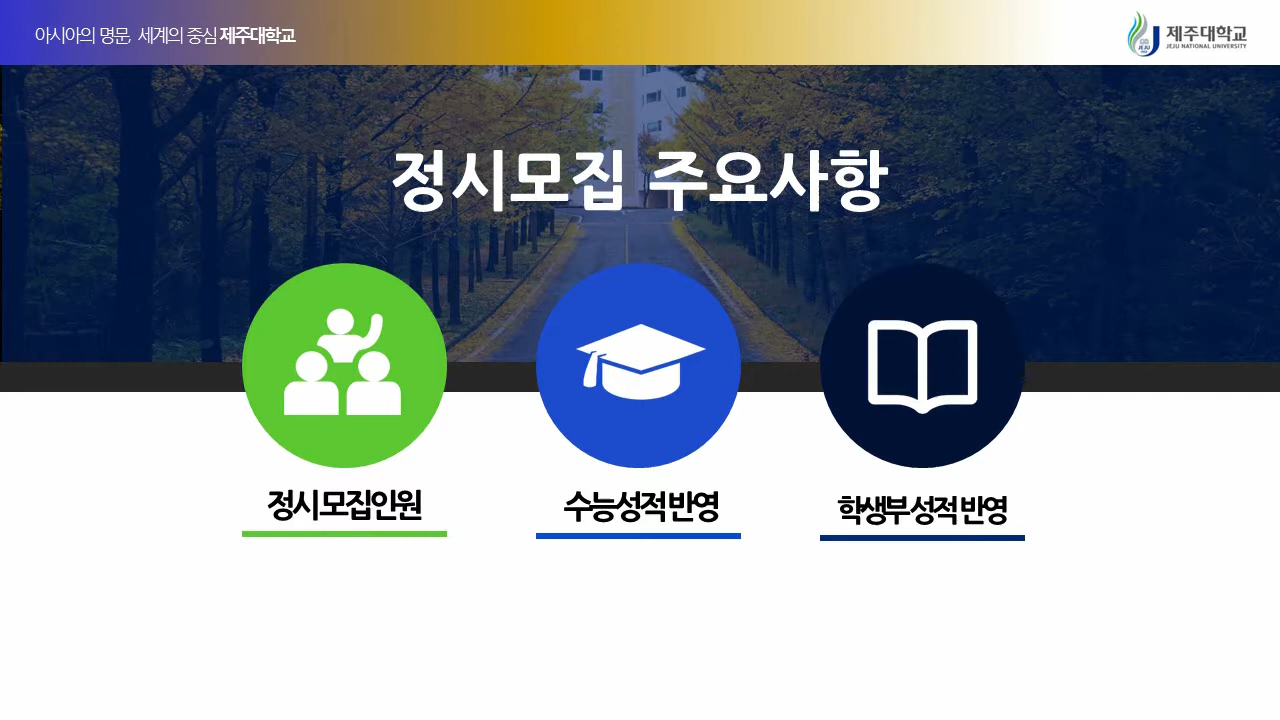 아시아의 명문, 세계의 중심 제주대학교
제주대학교
JEJU NATIONAL UNIVERSITY
정시모집 주요사항
정시 모집인원
수능 성적 반영
학생부 성적 반영